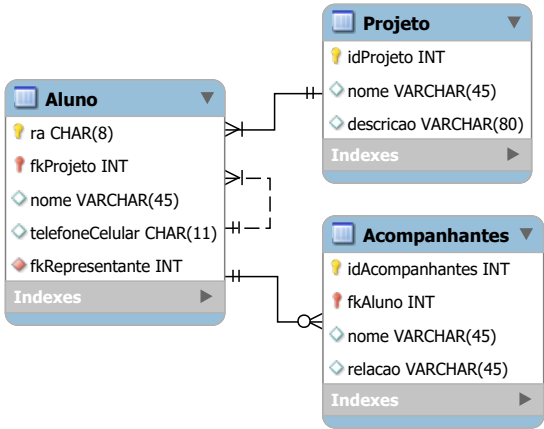 Projeto
idProjeto INT
nome VARCHAR(45)
descricao VARCHAR(80)
Indexes
Aluno
ra CHAR(8)
fkProjeto INT
nome VARCHAR(45)
telefoneCelular CHAR(11)
fkRepresentante INT
Indexes
Acompanhantes
idAcompanhantes INT
fkAluno INT
nome VARCHAR(45)
relacao VARCHAR(45)
Indexes